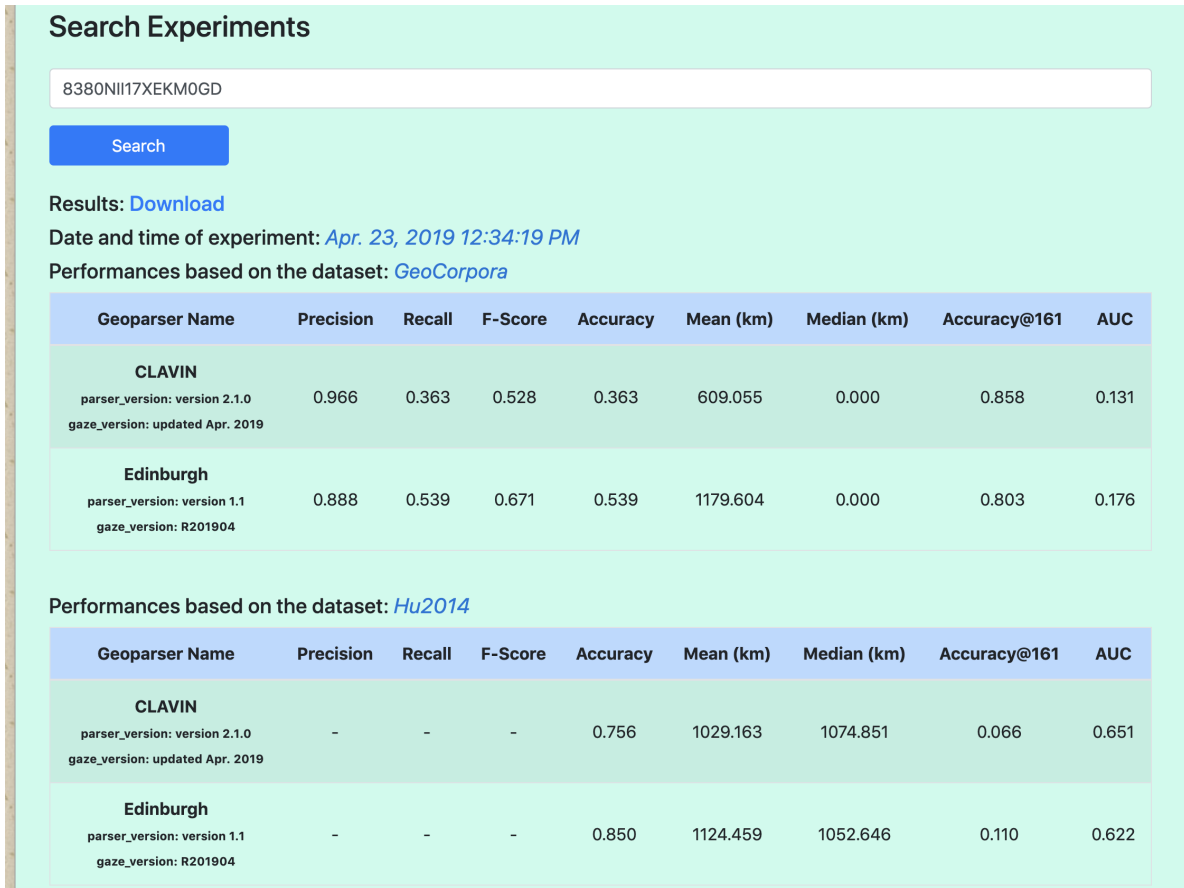 Search Experiments
8380NII17XEKM0GD
Search
Results: Download
Date and time of experiment: Apr. 23, 2019 12:34:19 PM
Performances based on the dataset: GeoCorpora
Geoparser Name Precision Recall F-Score Accuracy Mean (km) Median (km) Accuracy@161 AUC
CLAVIN
parser_version: version 2.1.0 0.966 0.363 0.528 0.363 609.055 0.000 0.858 0.131
gaze_version: updated Apr. 2019
Edinburgh
parser_version: version 1.1 0.888 0.539 0.671 0.539 1179.604 0.000 0.803 0.176
gaze_version: R201904
Performances based on the dataset: Hu2014
Geoparser Name Precision Recall F-Score Accuracy Mean (km) Median (km) Accuracy@161 AUC
CLAVIN
parser_version: version 2.1.0 - - - 0.756 1029.163 1074.851 0.066 0.651
gaze_version: updated Apr. 2019
Edinburgh
parser_version: version 1.1 - - - 0.850 1124.459 1052.646 0.110 0.622
gaze_version: R201904